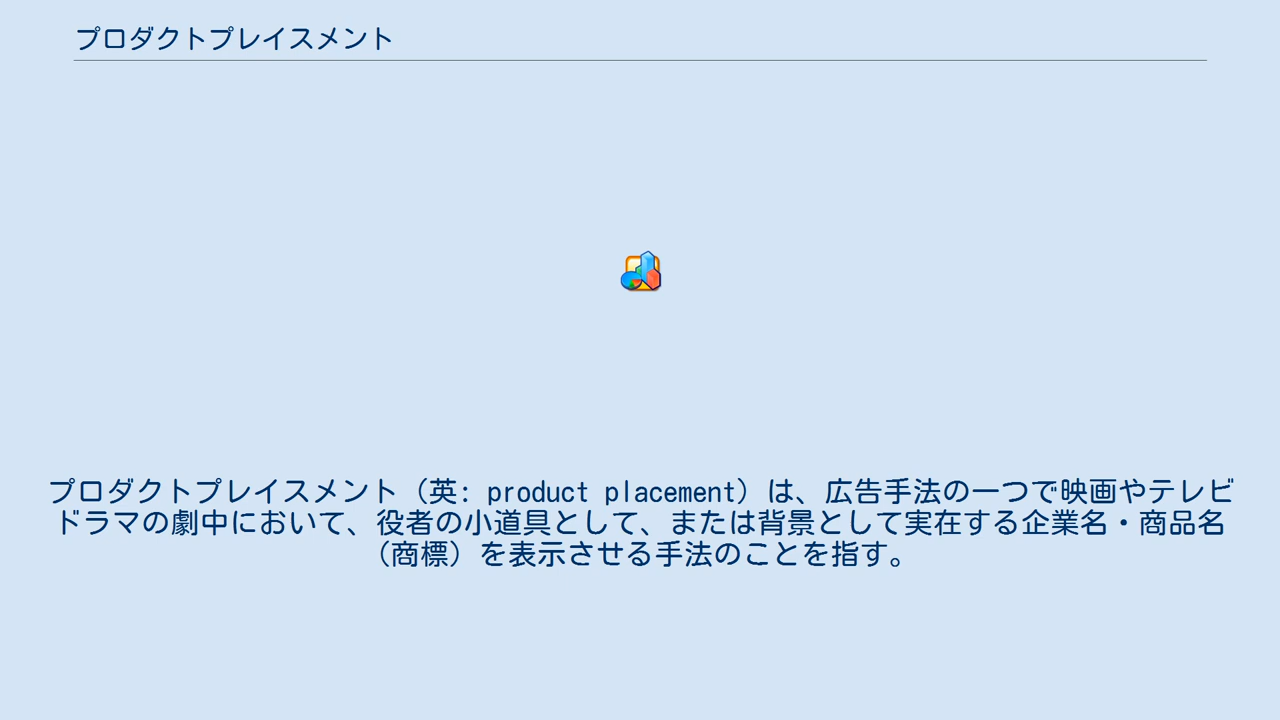 プロダクトプレイスメント
プロダクトプレイスメント（英: product placement）は、広告手法の一つで映画やテレビ
ドラマの劇中において、役者の小道具として、または背景として実在する企業名・商品名
（商標）を表示させる手法のことを指す。